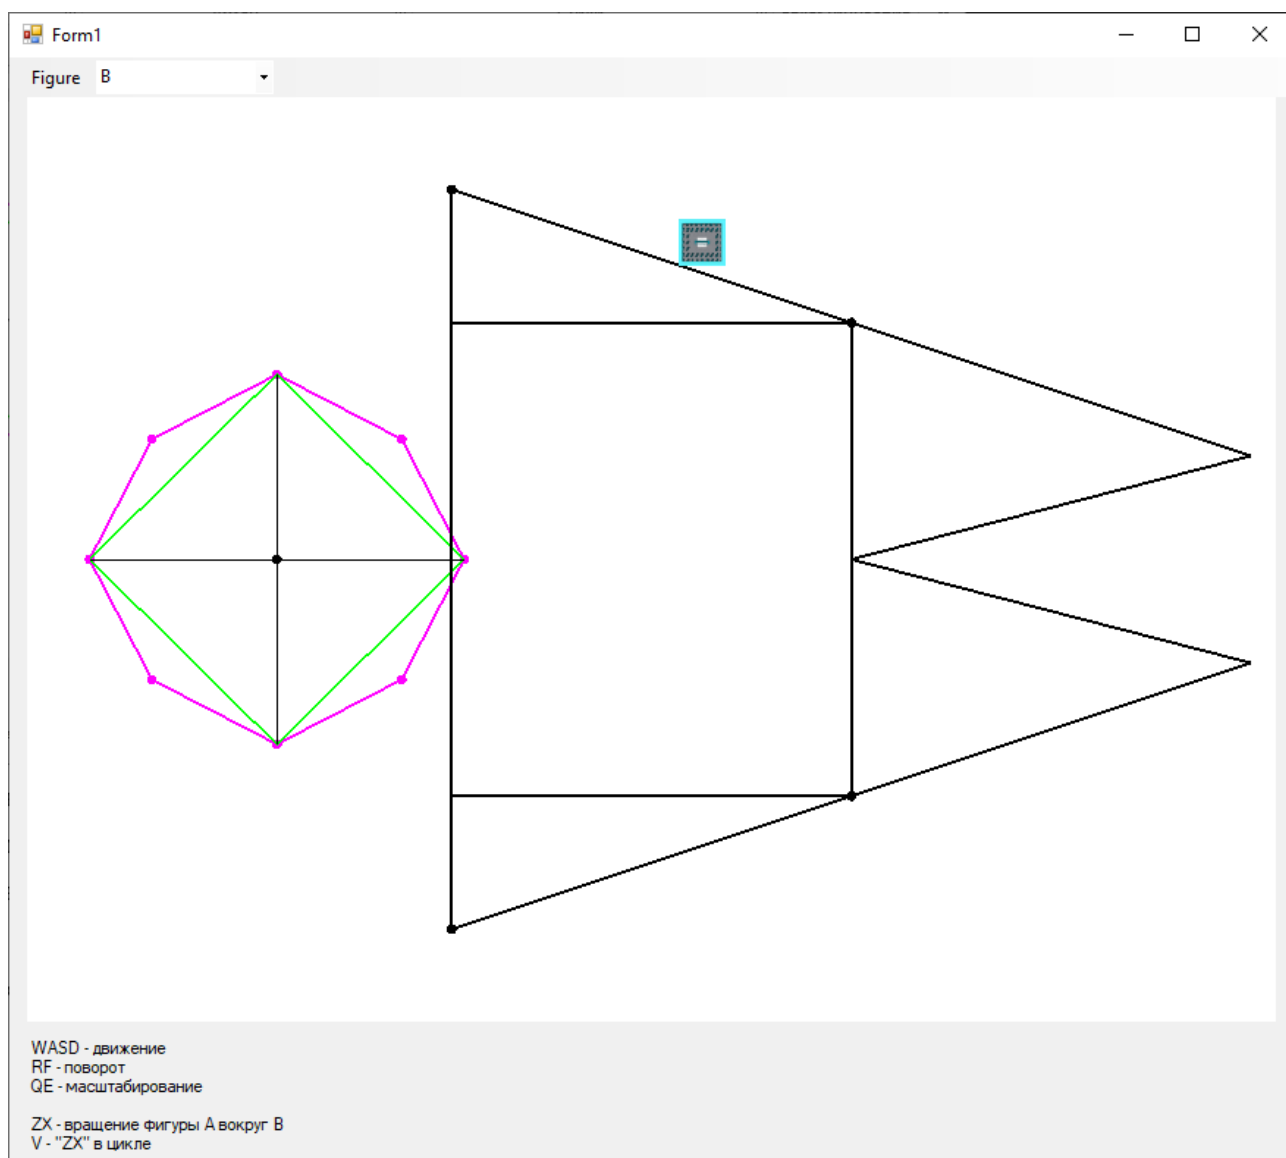 Form1
Figure B
WASD - движение
RF - поворот
QE - масштабирование
ZX - вращение фигуры A вокруг B
V - "ZX" в цикле